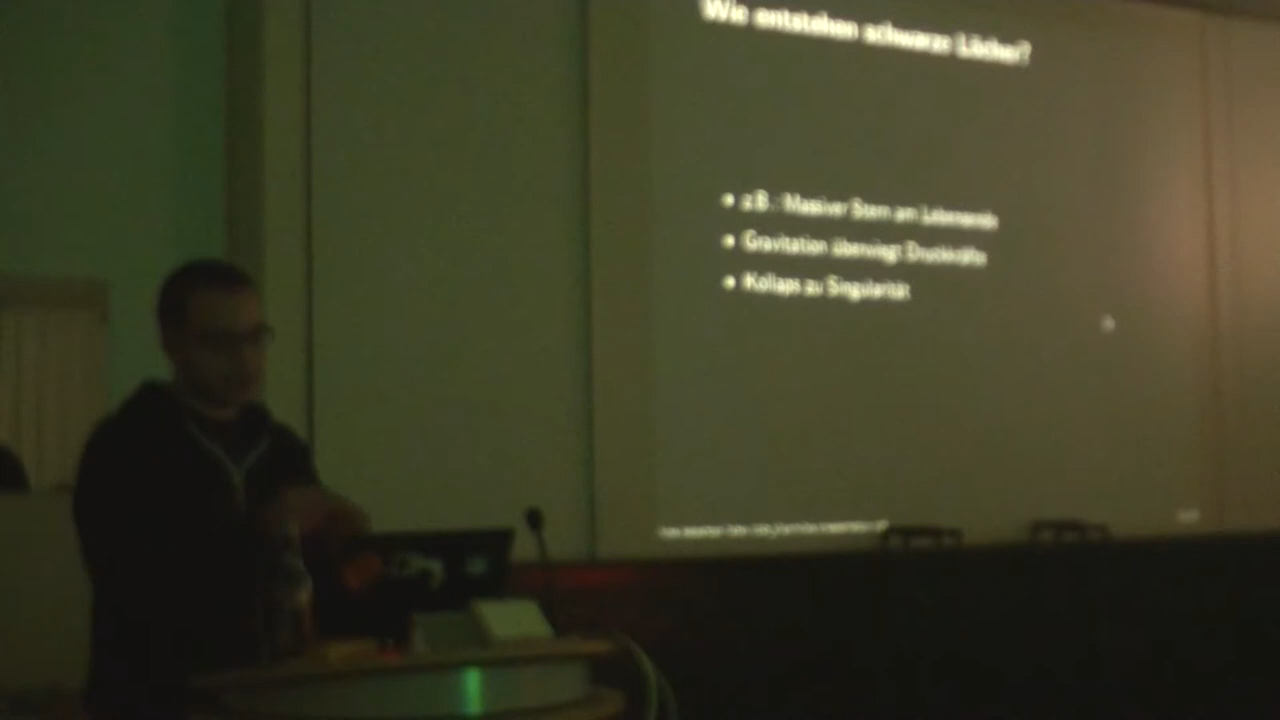 Wie entstehen schwarze Löcher?
• z.B.: Massiver Stern am Lebensende
• Gravitation überwiegt Druckkräfte
• Kollaps zu Singularität